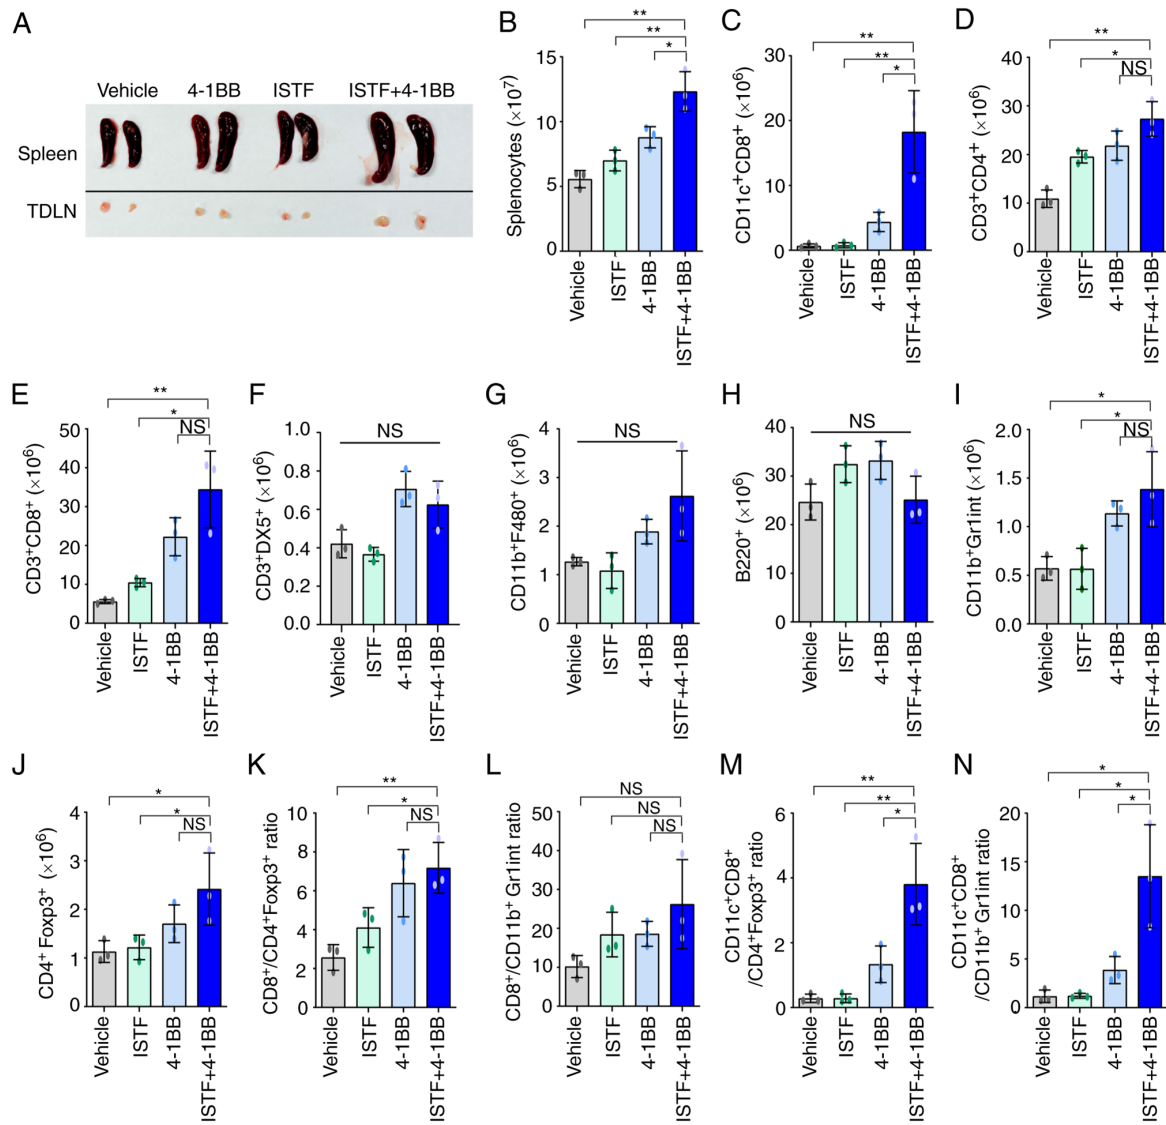 A
Vehicle 4-1BB ISTF ISTF+4-1BB
Spleen
TDLN
B
** 
**
*
Splenocytes (×10⁷)
15
10
5
0
Vehicle
ISTF
4-1BB
ISTF+4-1BB
C
**
**
*
CD11c⁺CD8⁺ (×10⁶)
30
20
10
0
Vehicle
ISTF
4-1BB
ISTF+4-1BB
D
**
*
NS
CD3⁺CD4⁺ (×10⁶)
40
30
20
10
0
Vehicle
ISTF
4-1BB
ISTF+4-1BB
E
**
*
NS
CD3⁺CD8⁺ (×10⁶)
50
40
30
20
10
0
Vehicle
ISTF
4-1BB
ISTF+4-1BB
F
NS
CD3⁺DX5⁺ (×10⁶)
1.0
0.8
0.6
0.4
0.2
0.0
Vehicle
ISTF
4-1BB
ISTF+4-1BB
G
NS
CD11b⁺F480⁺ (×10⁶)
4
3
2
1
0
Vehicle
ISTF
4-1BB
ISTF+4-1BB
H
NS
B220⁺ (×10⁶)
40
30
20
10
0
Vehicle
ISTF
4-1BB
ISTF+4-1BB
I
*
*
NS
CD11b⁺Gr1int (×10⁶)
2.0
1.5
1.0
0.5
0.0
Vehicle
ISTF
4-1BB
ISTF+4-1BB
J
*
*
NS
CD4⁺ Foxp3⁺ (×10⁶)
4
3
2
1
0
Vehicle
ISTF
4-1BB
ISTF+4-1BB
K
**
*
NS
CD8⁺/CD4⁺Foxp3⁺ ratio
10
8
6
4
2
0
Vehicle
ISTF
4-1BB
ISTF+4-1BB
L
NS
NS
NS
CD8⁺/CD11b⁺ Gr1int ratio
50
40
30
20
10
0
Vehicle
ISTF
4-1BB
ISTF+4-1BB
M
**
**
*
CD11c⁺CD8⁺
/CD4⁺Foxp3⁺ ratio
6
4
2
0
Vehicle
ISTF
4-1BB
ISTF+4-1BB
N
*
*
*
CD11c⁺CD8⁺
/CD11b⁺ Gr1int ratio
20
15
10
5
0
Vehicle
ISTF
4-1BB
ISTF+4-1BB